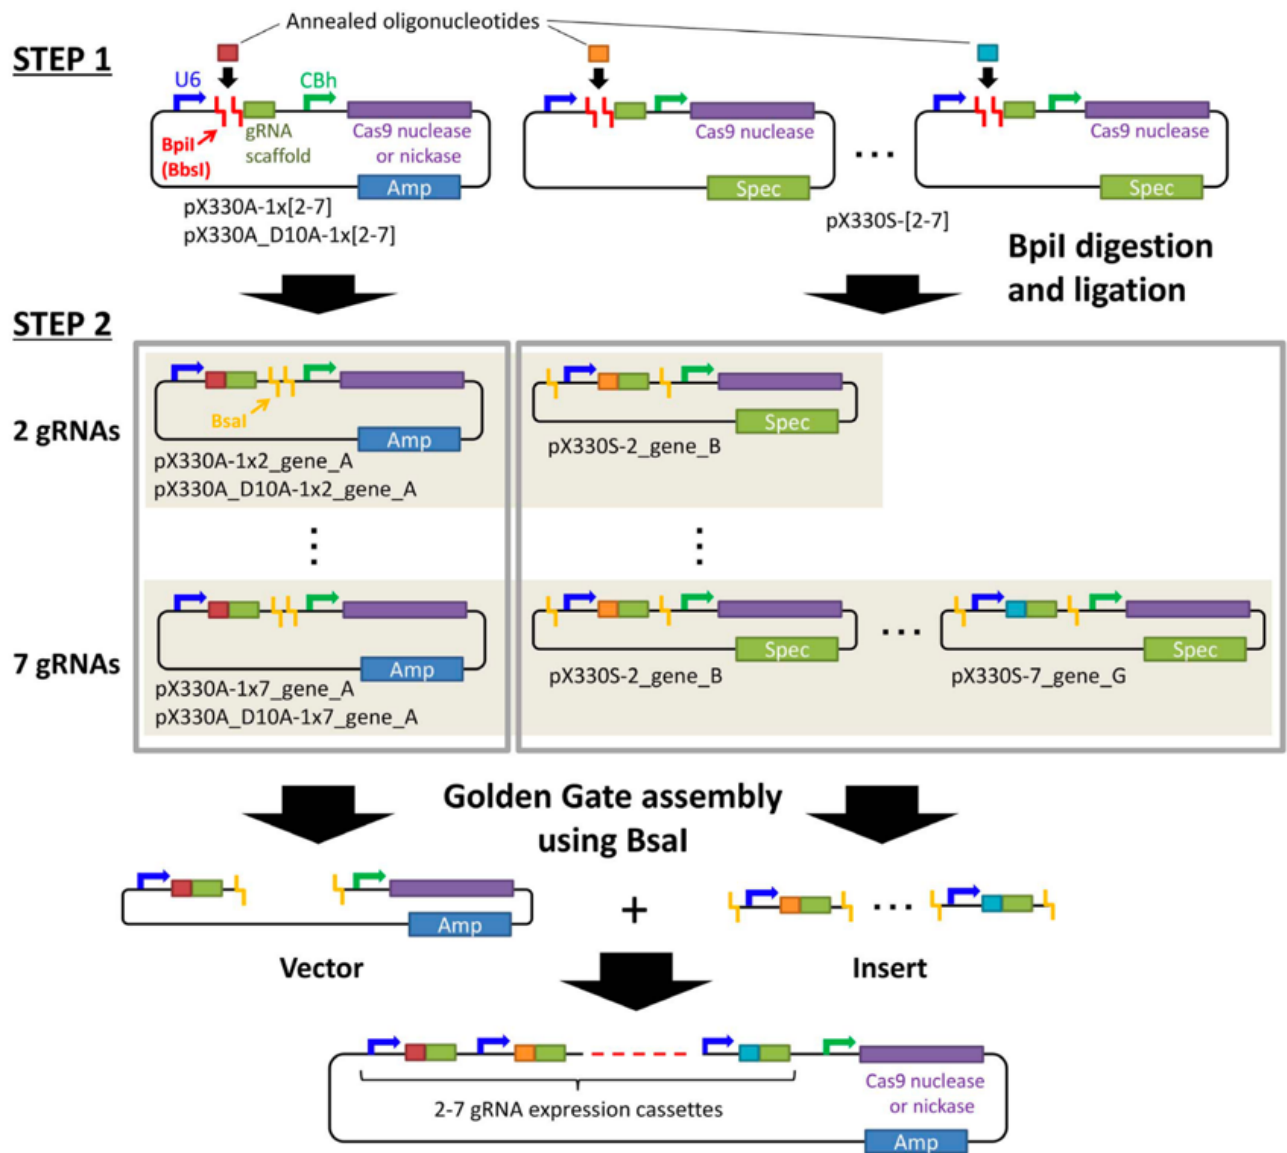 Annealed oligonucleotides
STEP 1
U6
CBh
BpiI
(BbsI)
gRNA
scaffold
Cas9 nuclease
or nickase
Amp
pX330A-1x[2-7]
pX330A_D10A-1x[2-7]
Cas9 nuclease
Spec
...
Cas9 nuclease
Spec
pX330S-[2-7]
BpiI digestion
and ligation
STEP 2
2 gRNAs
BsaI
Amp
pX330A-1x2_gene_A
pX330A_D10A-1x2_gene_A
Spec
pX330S-2_gene_B
7 gRNAs
Amp
pX330A-1x7_gene_A
pX330A_D10A-1x7_gene_A
Spec
pX330S-2_gene_B
...
Spec
pX330S-7_gene_G
Golden Gate assembly
using BsaI
Amp
Vector
+
...
Insert
2-7 gRNA expression cassettes
Cas9 nuclease
or nickase
Amp